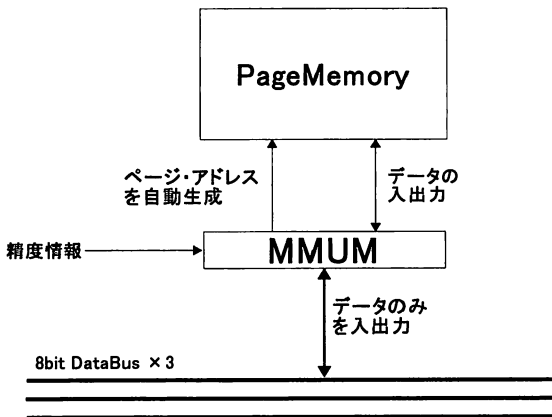 PageMemory
ページ・アドレス
を自動生成
データの
入出力
精度情報
MMUM
データのみ
を入出力
8bit DataBus ×3